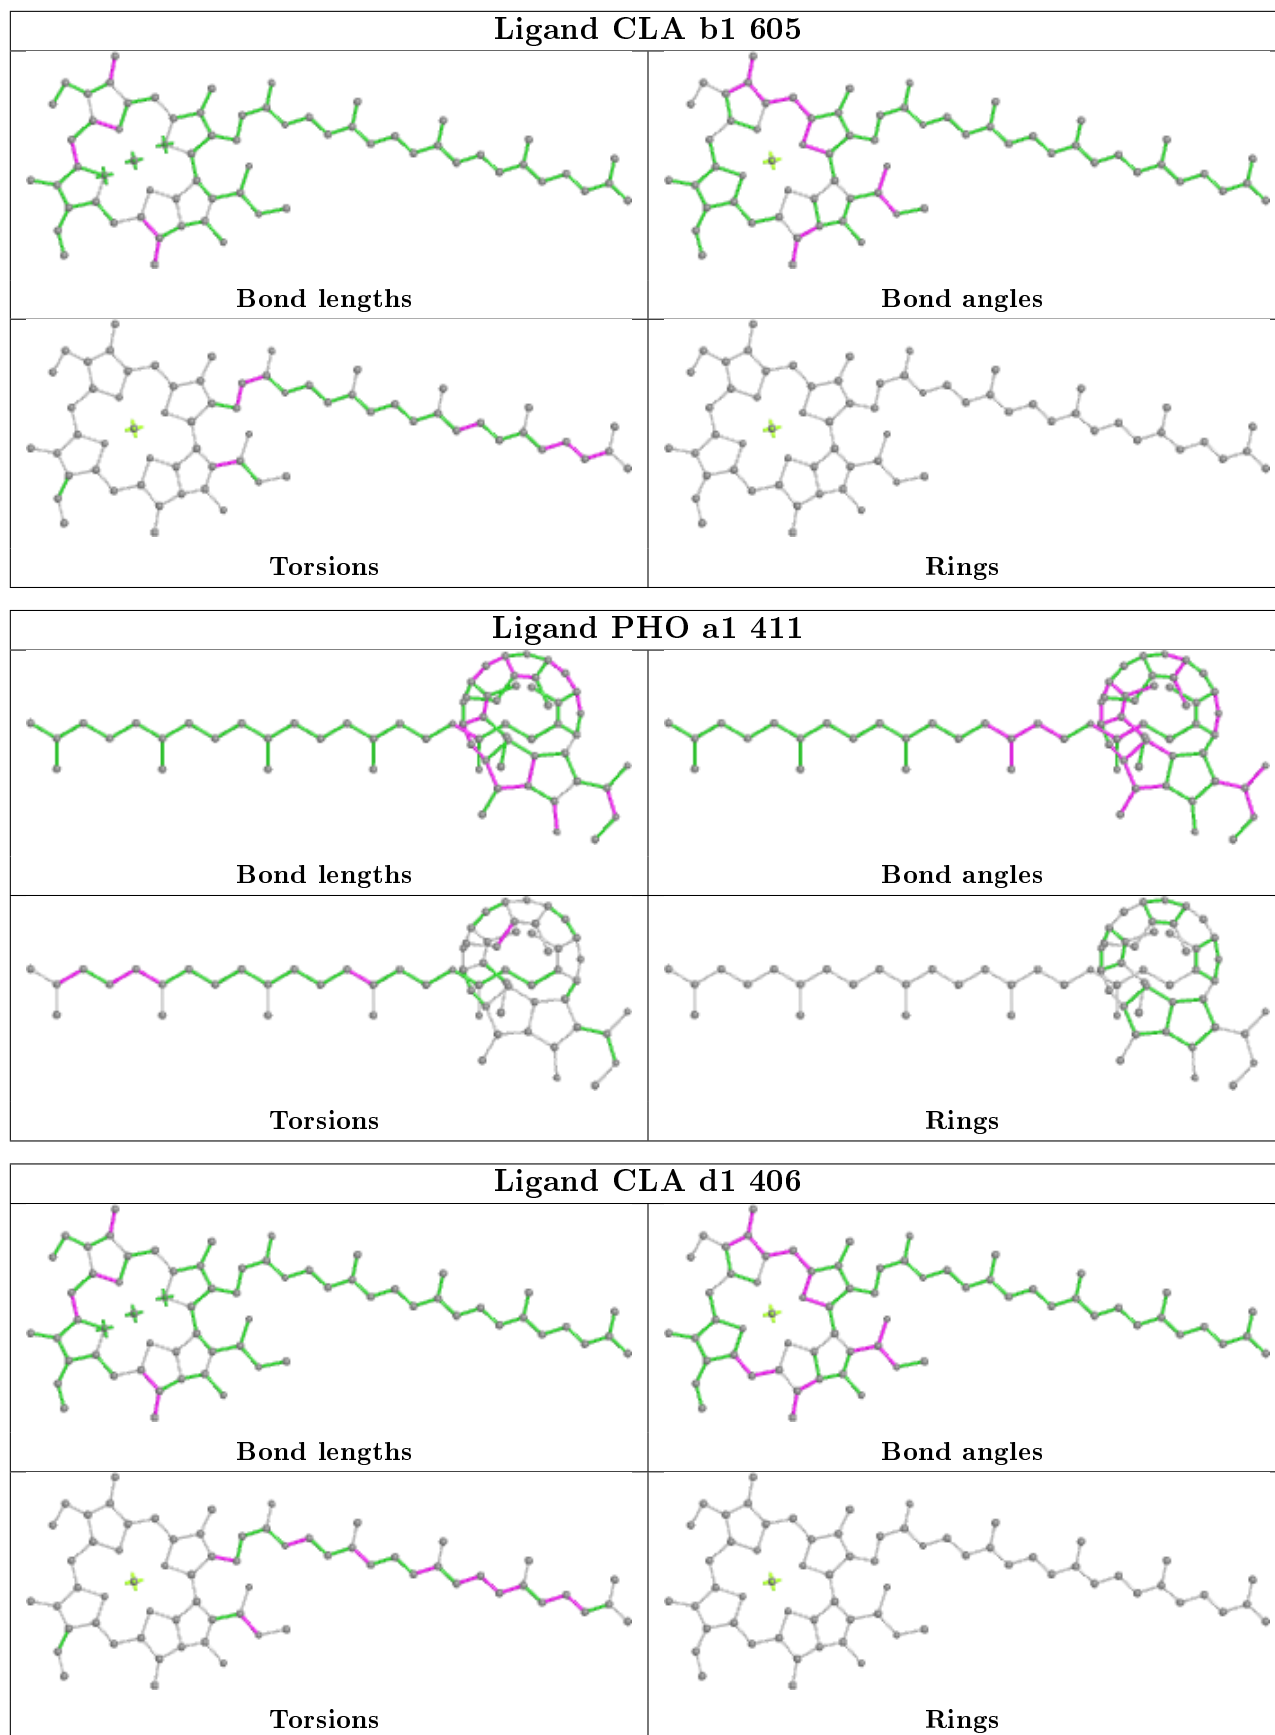 Ligand CLA b1 605
Bond lengths
Bond angles
Torsions
Rings
Ligand PHO a1 411
Bond lengths
Bond angles
Torsions
Rings
Ligand CLA d1 406
Bond lengths
Bond angles
Torsions
Rings